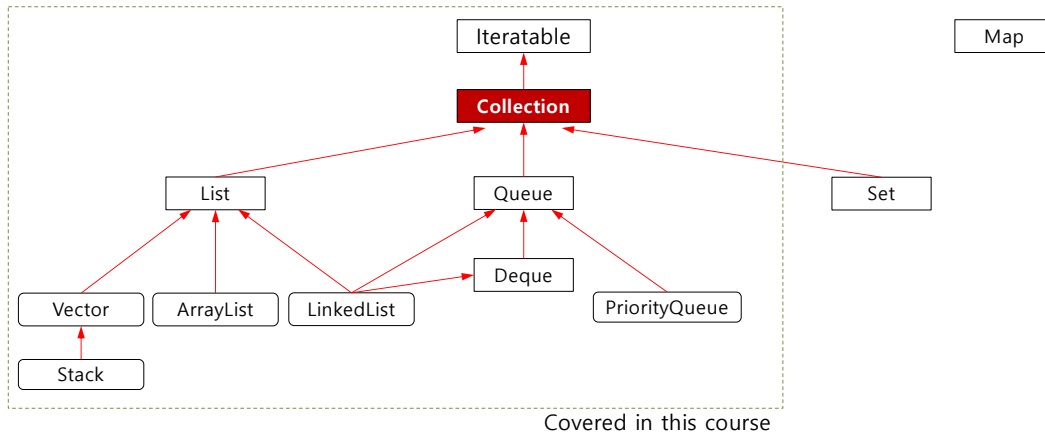 Iteratable
Map
Collection
List
Queue
Set
Deque
Vector
ArrayList
LinkedList
PriorityQueue
Stack
Covered in this course